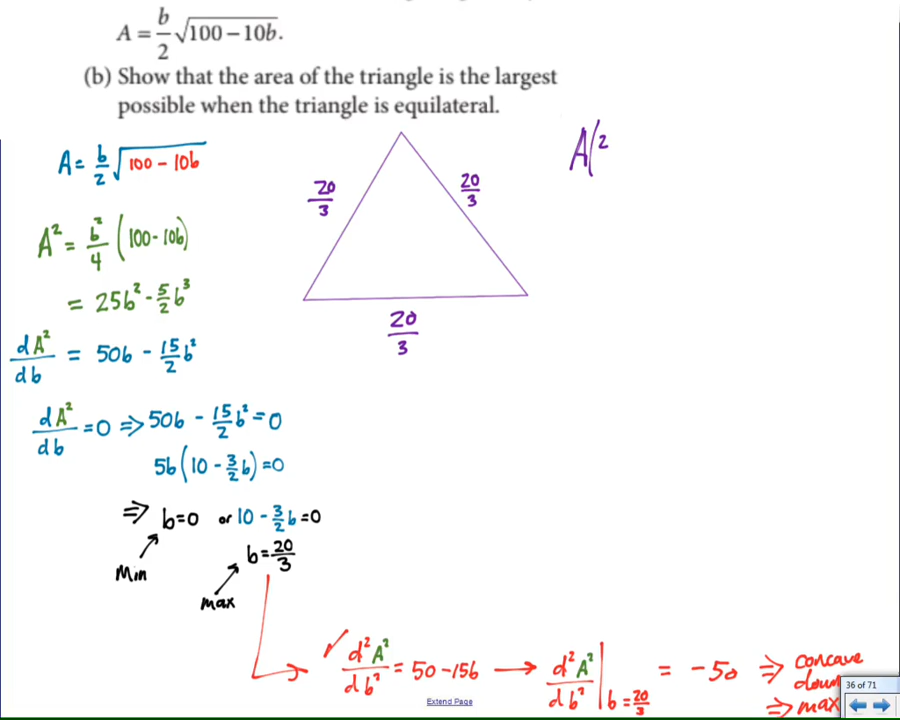 A = b/2 √(100 – 10b).
(b) Show that the area of the triangle is the largest
possible when the triangle is equilateral.
A = b/2 √(100 - 10b)
A² = b²/4 (100 - 10b)
= 25b² - 5/2 b³
dA²/db = 50b - 15/2 b²
dA²/db = 0 ⇒ 50b - 15/2 b² = 0
5b(10 - 3/2 b) = 0
⇒ b=0 or 10 - 3/2 b = 0
b = 20/3
Min
max
20/3
20/3
20/3
A(²
✓ d²A²/db² = 50 - 15b → d²A²/db² | b = 20/3 = -50 ⇒ concave
down
⇒ max
36 of 71
Extend Page